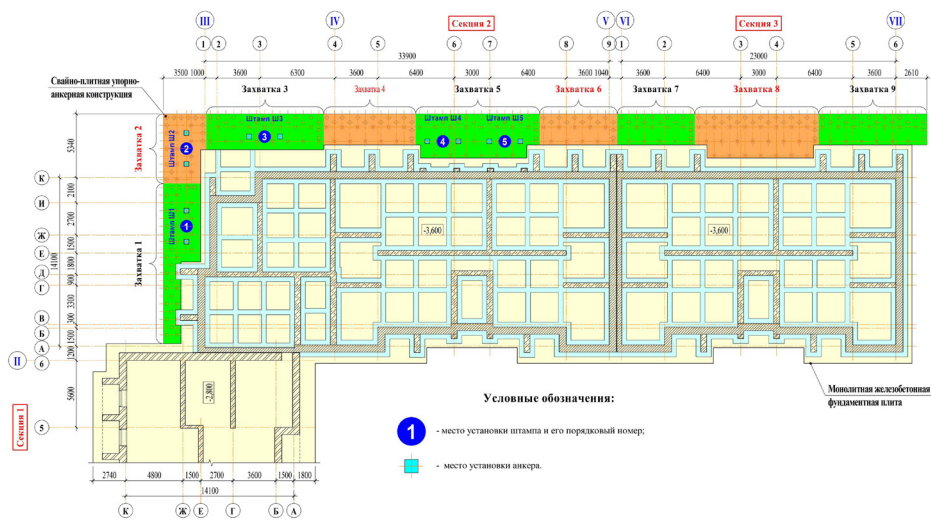 III
IV
Секция 2
V
VI
Секция 3
VII
1
2
3
4
5
6
7
8
9
1
2
3
4
5
6
33900
23000
3500
1000
3600
6300
3600
6400
3000
6400
3600
1040
3600
6400
3000
6400
3600
2610
Свайно-плитная упорно-
анкерная конструкция
Захватка 3
Захватка 4
Захватка 5
Захватка 6
Захватка 7
Захватка 8
Захватка 9
Штамп Ш3
Штамп Ш4
Штамп Ш5
3
4
5
Захватка 2
Штамп Ш2
2
5340
К
2100
И
2700
Штамп Ш1
1
Ж
1500
Е
1800
Д
900
Г
3300
В
300
Б
1500
А
14100
Захватка 1
-3,600
-3,600
II
1200
6
5600
-2,800
Секция 1
5
Монолитная железобетонная
фундаментная плита
Условные обозначения:
1
- место установки штампа и его порядковый номер;
- место установки анкера.
2740
4800
1500
2700
3600
1500
1800
14100
К
Ж
Е
Г
Б
А